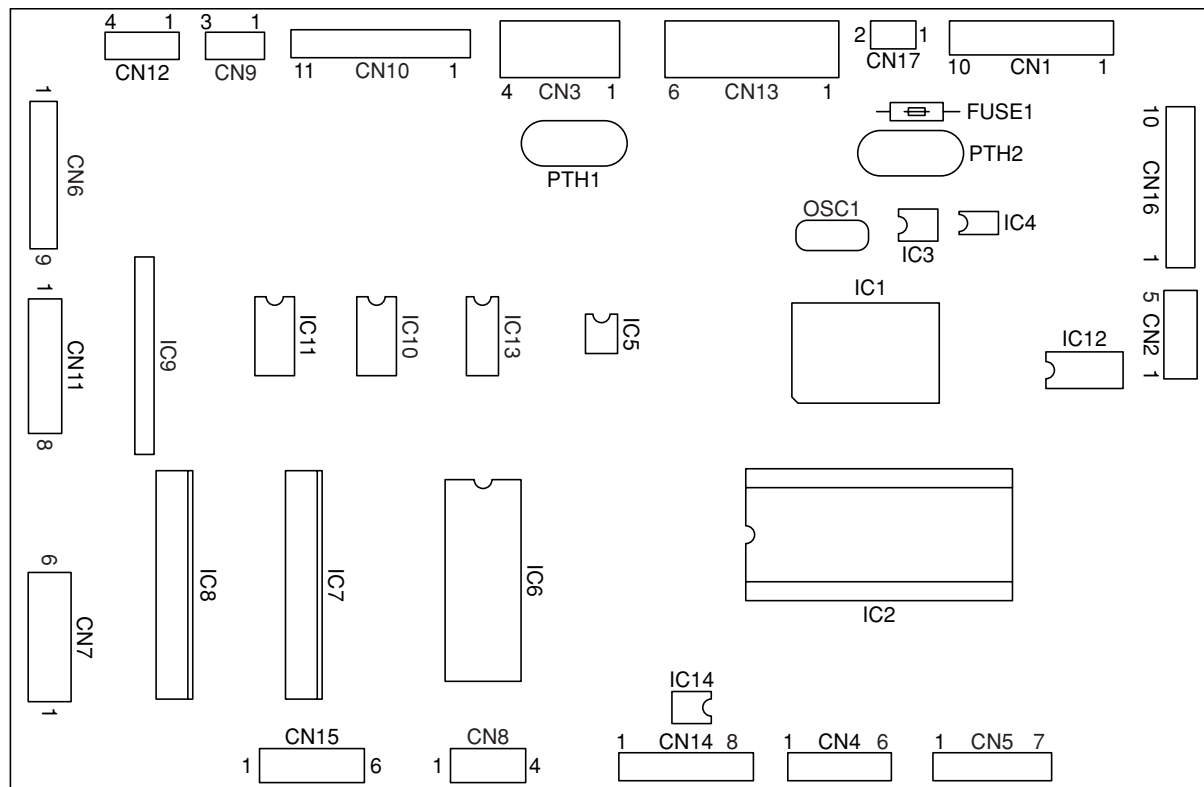 4 1
CN12
3 1
CN9
11 CN10 1
4 CN3 1
6 CN13 1
2 1
CN17
10 CN1 1
1 CN6 9
FUSE1
PTH1
PTH2
10 CN16 1
OSC1
IC3
IC4
1 CN11 8
IC9
IC11
IC10
IC13
IC5
IC1
IC12
5 CN2 1
6 CN7 1
IC8
IC7
IC6
IC2
IC14
CN15
1 6
CN8
1 4
1 CN14 8
1 CN4 6
1 CN5 7